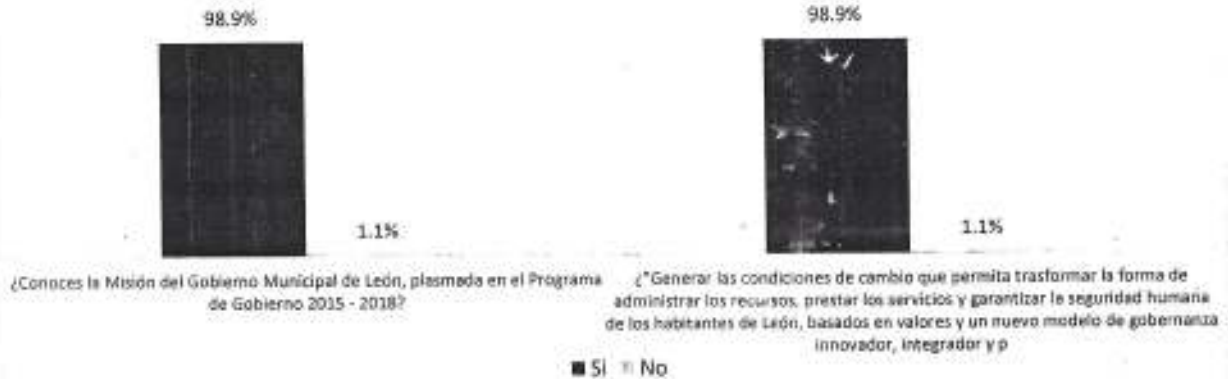 98.9%
98.9%
1.1%
1.1%
¿Conoces la Misión del Gobierno Municipal de León, plasmada en el Programa
de Gobierno 2015 - 2018?
¿"Generar las condiciones de cambio que permita trasformar la forma de
administrar los recursos, prestar los servicios y garantizar la seguridad humana
de los habitantes de León, basados en valores y un nuevo modelo de gobernanza
innovador, integrador y p
Si No